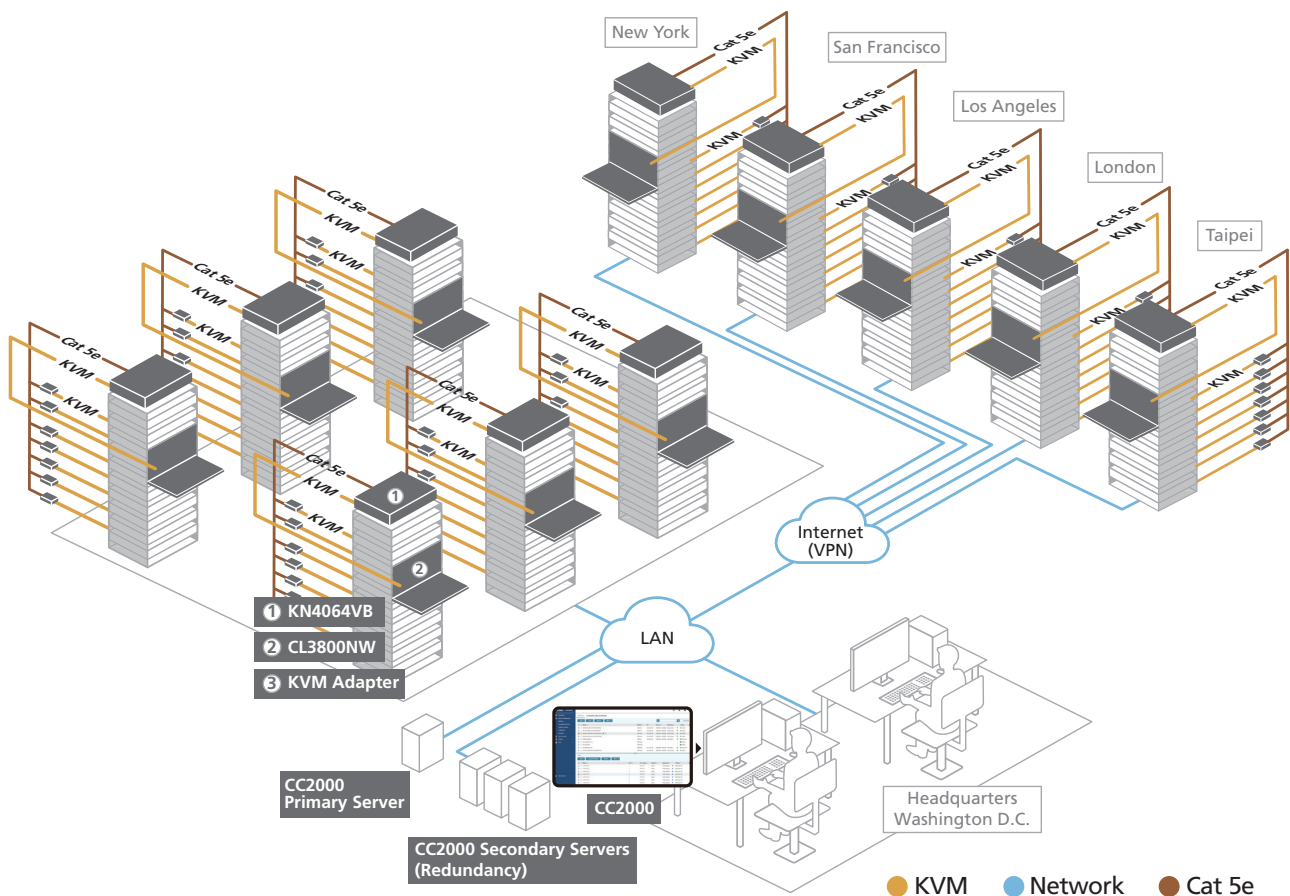 New York
San Francisco
Los Angeles
London
Taipei
Cat 5e
KVM
Cat 5e
KVM
KVM
Cat 5e
KVM
KVM
Cat 5e
KVM
KVM
Cat 5e
KVM
KVM
KVM
Cat 5e
KVM
KVM
Cat 5e
KVM
KVM
Cat 5e
KVM
KVM
Cat 5e
KVM
KVM
Cat 5e
KVM
KVM
Cat 5e
KVM
KVM
1
2
1 KN4064VB
2 CL3800NW
3 KVM Adapter
Internet
(VPN)
LAN
CC2000
Primary Server
CC2000
CC2000 Secondary Servers
(Redundancy)
Headquarters
Washington D.C.
KVM
Network
Cat 5e